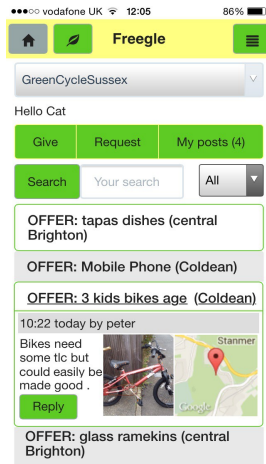 vodafone UK 12:05 86%
Freegle
GreenCycleSussex
Hello Cat
Give Request My posts (4)
Search Your search All
OFFER: tapas dishes (central
Brighton)
OFFER: Mobile Phone (Coldean)
OFFER: 3 kids bikes age (Coldean)
10:22 today by peter
Bikes need
some tlc but
could easily be
made good .
Stanmer
Google
Reply
OFFER: glass ramekins (central
Brighton)